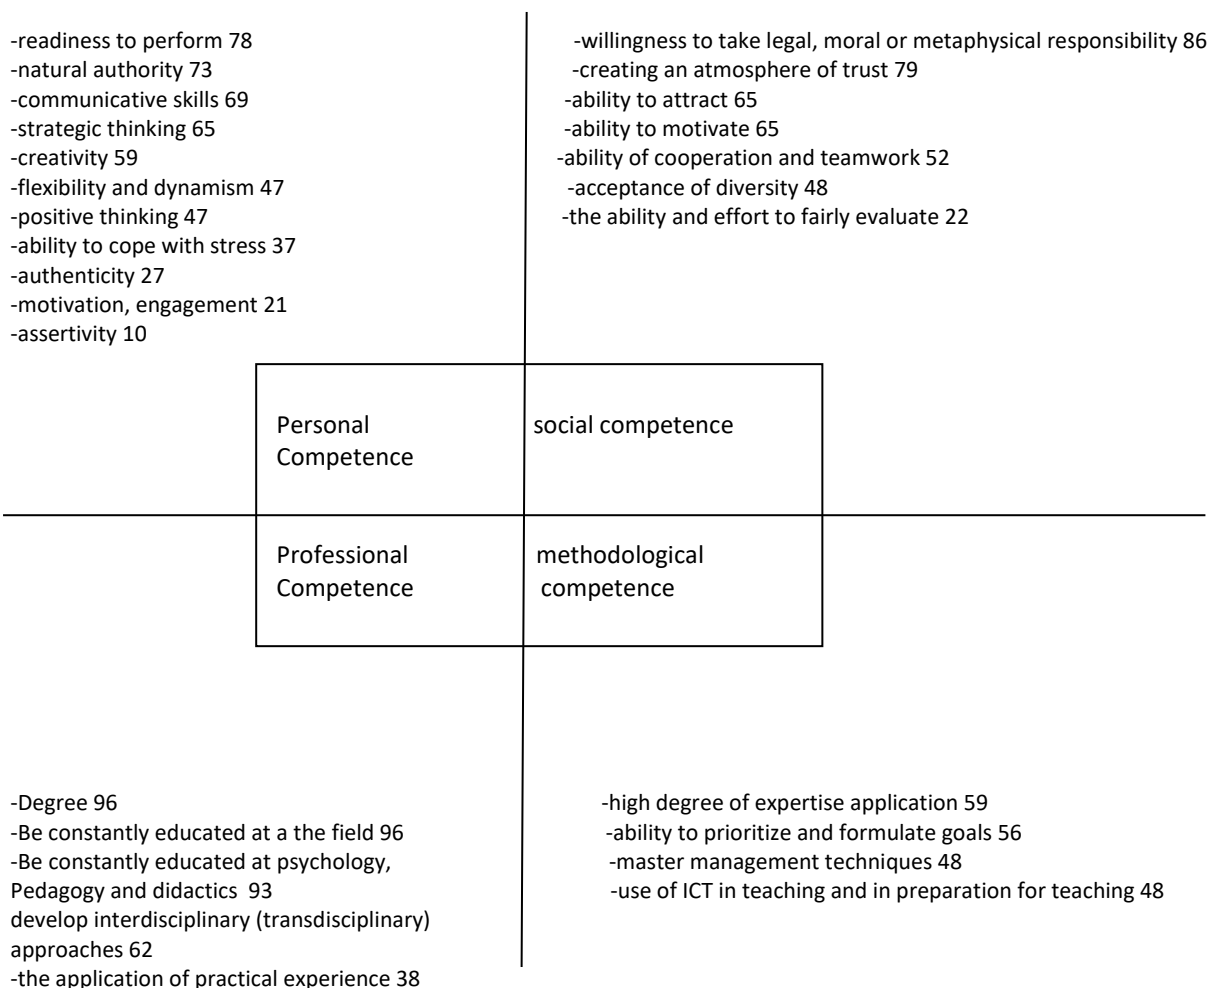 -readiness to perform 78
-natural authority 73
-communicative skills 69
-strategic thinking 65
-creativity 59
-flexibility and dynamism 47
-positive thinking 47
-ability to cope with stress 37
-authenticity 27
-motivation, engagement 21
-assertivity 10
-willingness to take legal, moral or metaphysical responsibility 86
-creating an atmosphere of trust 79
-ability to attract 65
-ability to motivate 65
-ability of cooperation and teamwork 52
-acceptance of diversity 48
-the ability and effort to fairly evaluate 22
Personal
Competence
social competence
Professional
Competence
methodological
competence
-Degree 96
-Be constantly educated at a the field 96
-Be constantly educated at psychology,
Pedagogy and didactics 93
develop interdisciplinary (transdisciplinary)
approaches 62
-the application of practical experience 38
-high degree of expertise application 59
-ability to prioritize and formulate goals 56
-master management techniques 48
-use of ICT in teaching and in preparation for teaching 48